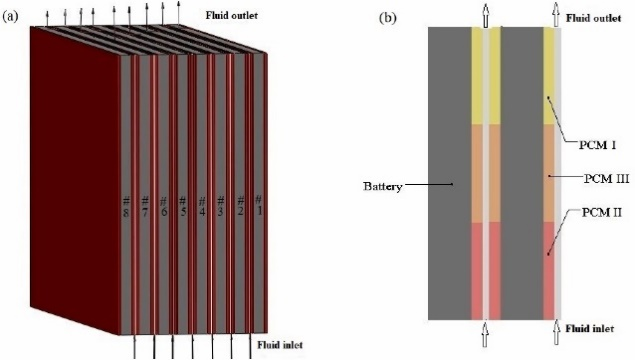 (a)
Fluid outlet
#8
#7
#6
#5
#4
#3
#2
#1
Fluid inlet
(b)
Fluid outlet
PCM I
PCM III
Battery
PCM II
Fluid inlet